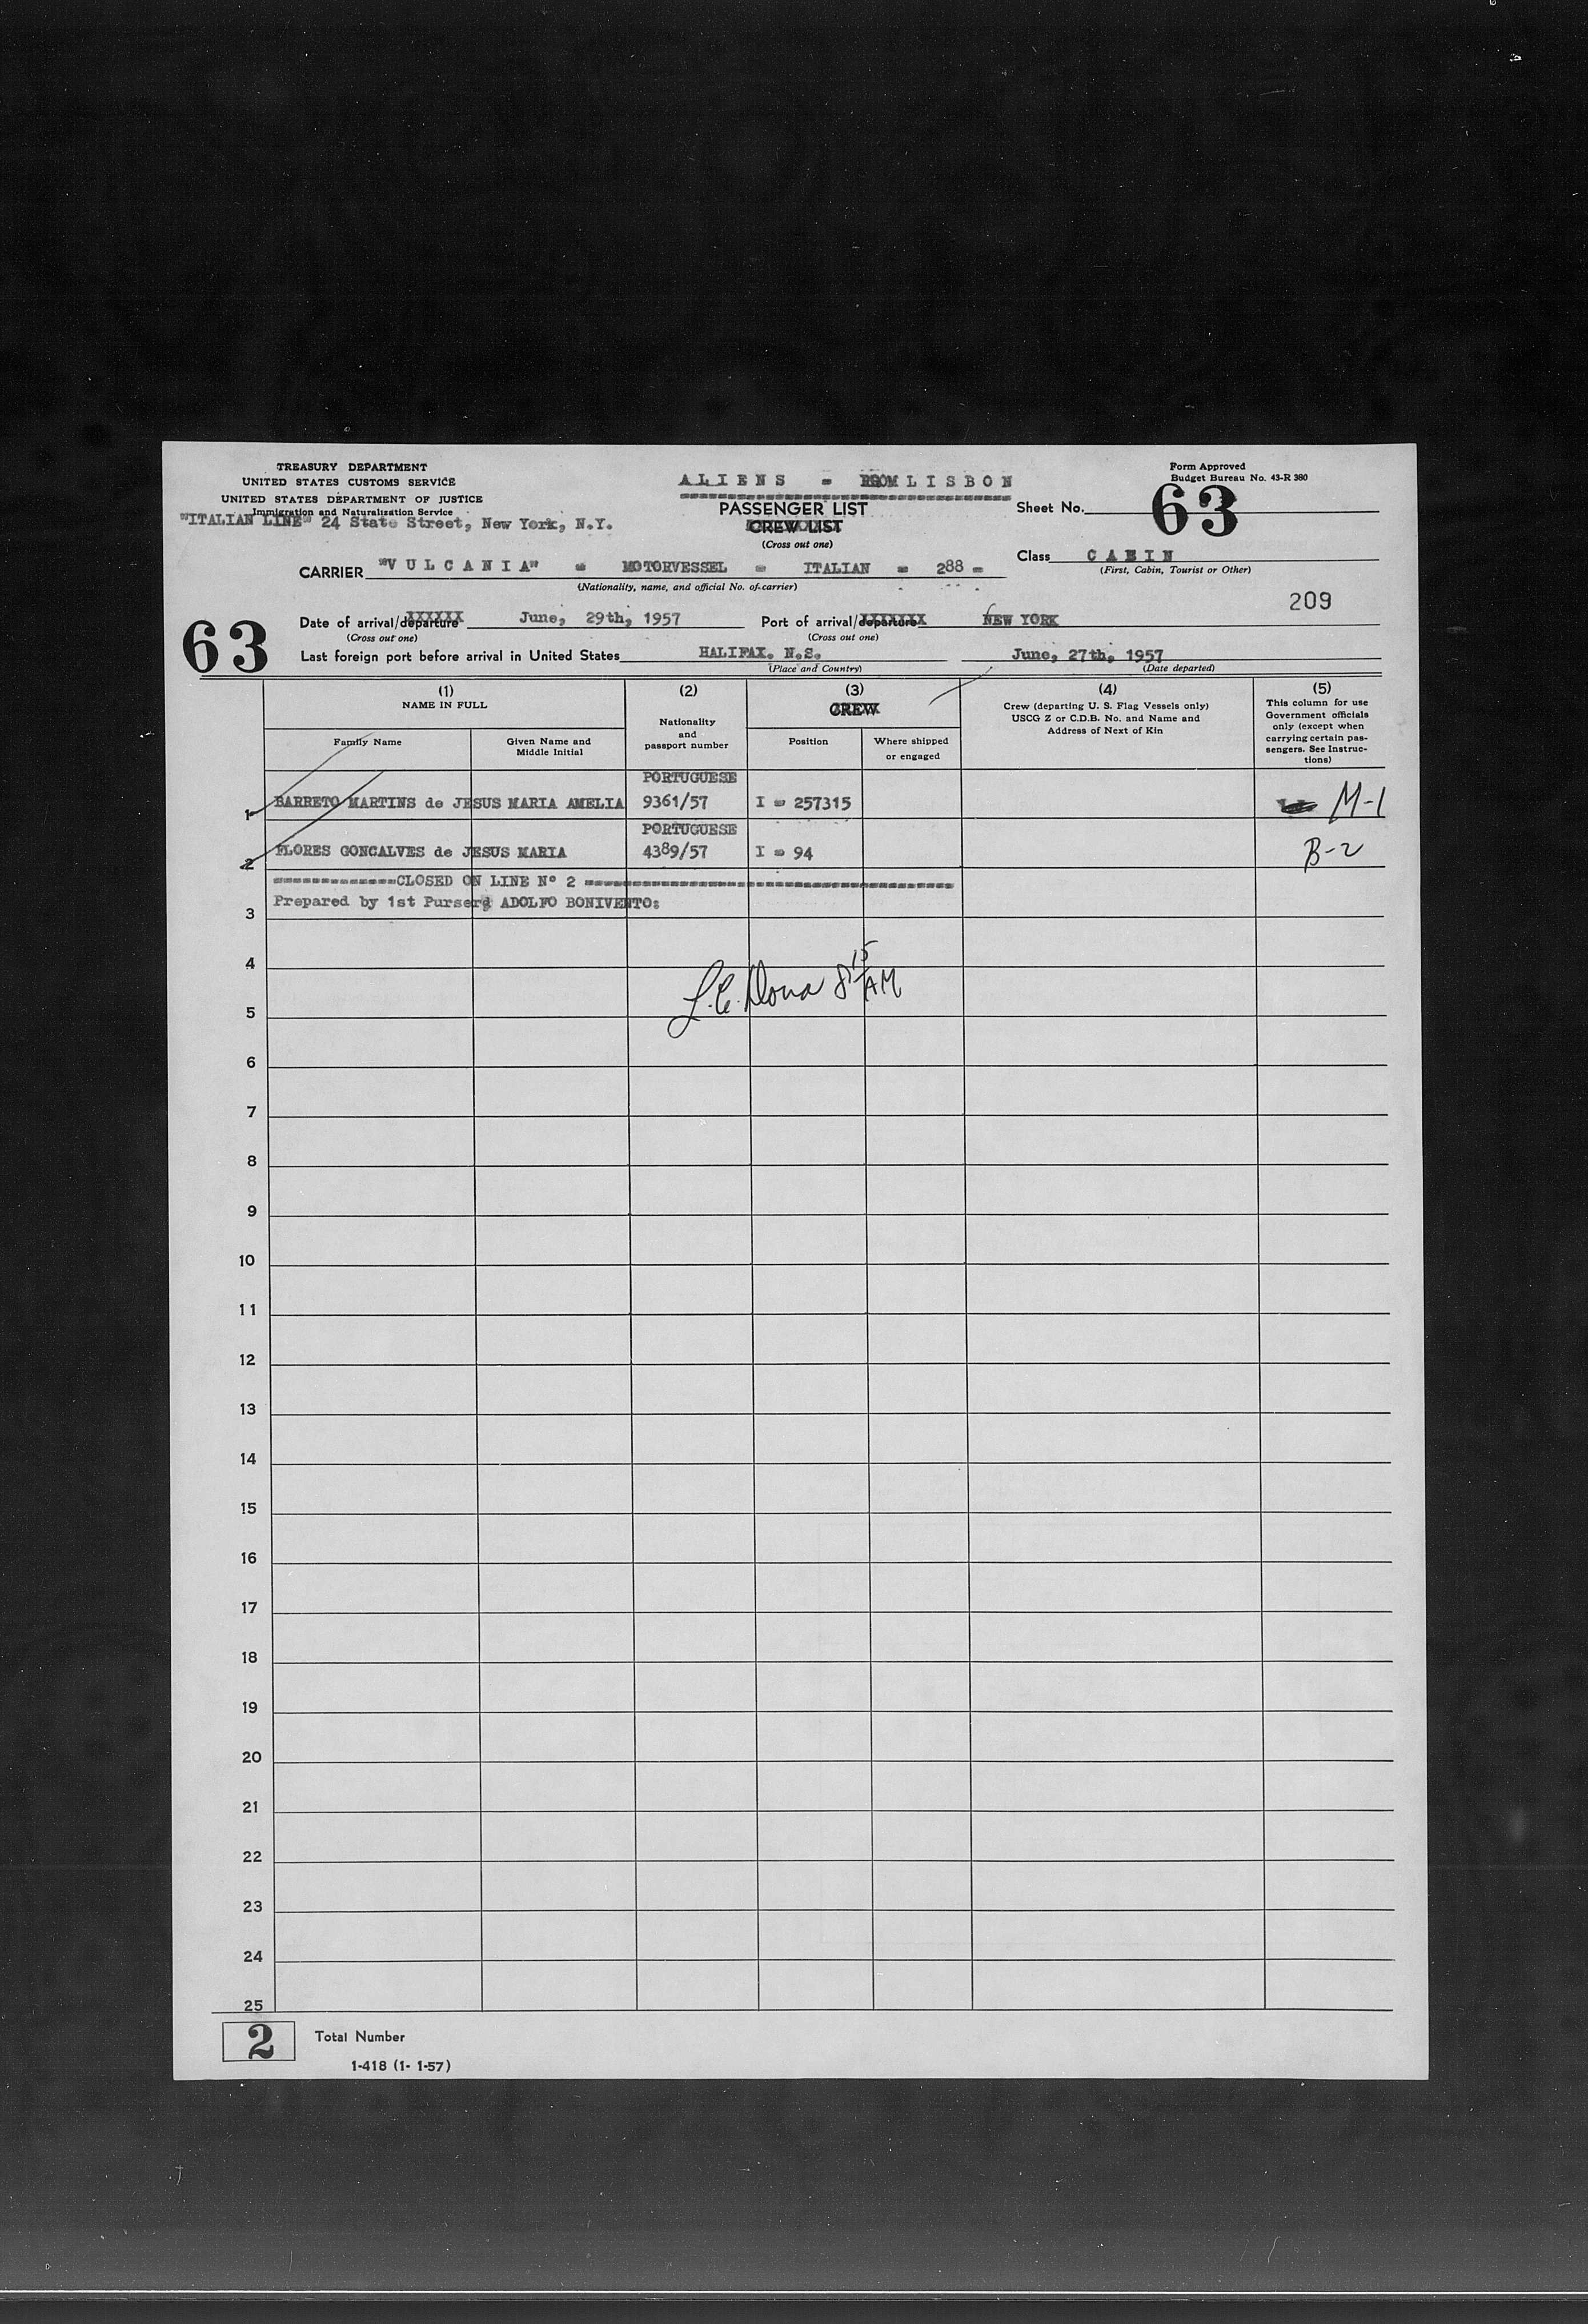 TREASURY DEPARTMENT
UNITED STATES CUSTOMS SERVICE
UNITED STATES DEPARTMENT OF JUSTICE
Immigration and Naturalization Service
"ITALIAN LINE" 24 State Street, New York, N.Y.
ALIENS - FROM LISBON
PASSENGER LIST
CREW LIST
(Cross out one)
Form Approved
Budget Bureau No. 43-R 380
Sheet No. 63
Class CABIN
(First, Cabin, Tourist or Other)
CARRIER "VULCANIA" - MOTORVESSEL - ITALIAN - 288 -
(Nationality, name, and official No. of carrier)
209
Date of arrival/departure June, 29th, 1957 Port of arrival/departure NEW YORK
(Cross out one) (Cross out one)
63
Last foreign port before arrival in United States HALIFAX. N.S. June, 27th, 1957
(Place and Country) (Date departed)
(1)
NAME IN FULL
Family Name
Given Name and
Middle Initial
(2)
Nationality
and
passport number
(3)
CREW
Position
Where shipped
or engaged
(4)
Crew (departing U. S. Flag Vessels only)
USCG Z or C.D.B. No. and Name and
Address of Next of Kin
(5)
This column for use
Government officials
only (except when
carrying certain pas-
sengers. See Instruc-
tions)
PORTUGUESE
1 BARRETO MARTINS de JESUS MARIA AMELIA 9361/57 I - 257315 M-1
PORTUGUESE
2 FLORES GONCALVES de JESUS MARIA 4389/57 I - 94 B-2
CLOSED ON LINE N° 2
Prepared by 1st Purser: ADOLFO BONIVENTO:
3
4
8 15 AM
5
6
7
8
9
10
11
12
13
14
15
16
17
18
19
20
21
22
23
24
25
2 Total Number
1-418 (1- 1-57)